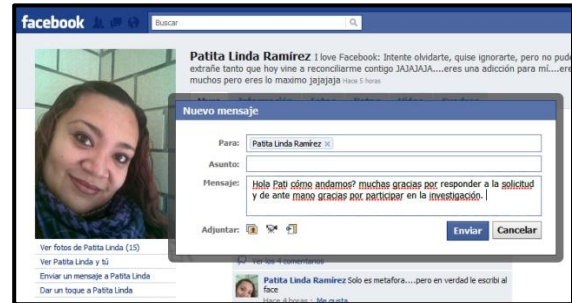 facebook
Buscar
Patita Linda Ramírez I love Facebook: Intente olvidarte, quise ignorarte, pero no pude
extrañe tanto que hoy vine a reconciliarme contigo JAJAJAJA....eres una adicción para mí....ere
muchos pero eres lo maximo jajajaja Hace 5 horas
Nuevo mensaje
Para: Patita Linda Ramírez ×
Asunto:
Mensaje: Hola Pati cómo andamos? muchas gracias por responder a la solicitud
y de ante mano gracias por participar en la investigación.
Adjuntar:
Enviar Cancelar
Ver fotos de Patita Linda (15)
Ver Patita Linda y tú
Enviar un mensaje a Patita Linda
Dar un toque a Patita Linda
Ver los 4 comentarios
Patita Linda Ramírez Solo es metafora....pero en verdad le escribi al
face
Hace 4 horas · Me gusta